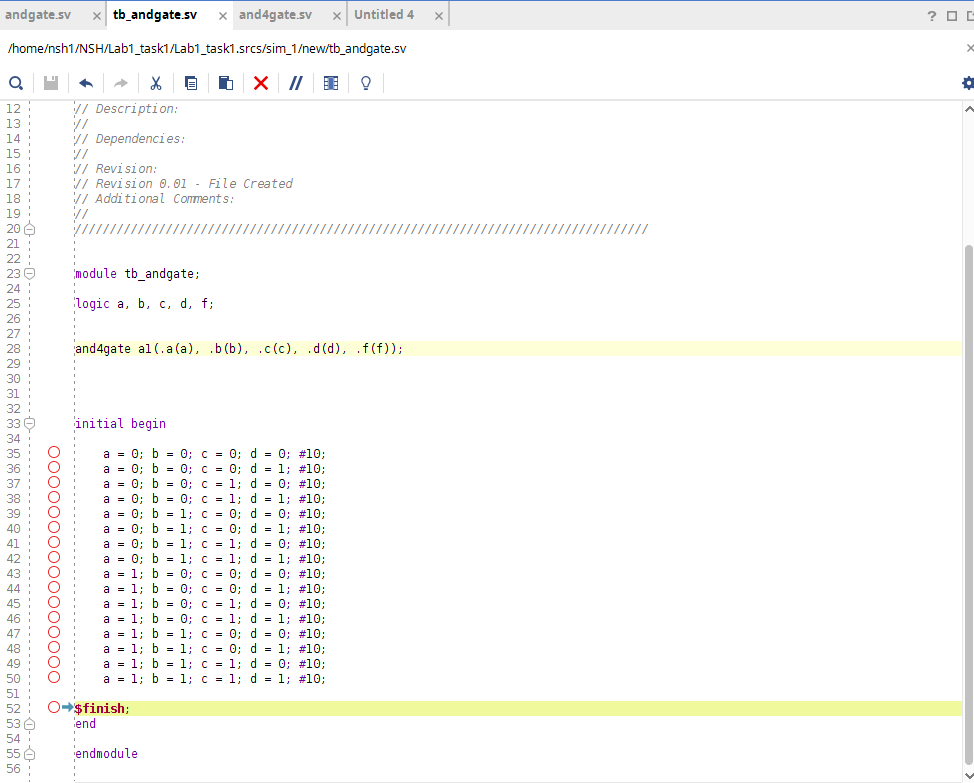 andgate.sv × tb_andgate.sv × and4gate.sv × Untitled 4 × ?
/home/nsh1/NSH/Lab1_task1/Lab1_task1.srcs/sim_1/new/tb_andgate.sv ×
12 // Description:
13 //
14 // Dependencies:
15 //
16 // Revision:
17 // Revision 0.01 - File Created
18 // Additional Comments:
19 //
20 //////////////////////////////////////////////////////////////////////////////////
21
22
23 module tb_andgate;
24
25 logic a, b, c, d, f;
26
27
28 and4gate a1(.a(a), .b(b), .c(c), .d(d), .f(f));
29
30
31
32
33 initial begin
34
35 a = 0; b = 0; c = 0; d = 0; #10;
36 a = 0; b = 0; c = 0; d = 1; #10;
37 a = 0; b = 0; c = 1; d = 0; #10;
38 a = 0; b = 0; c = 1; d = 1; #10;
39 a = 0; b = 1; c = 0; d = 0; #10;
40 a = 0; b = 1; c = 0; d = 1; #10;
41 a = 0; b = 1; c = 1; d = 0; #10;
42 a = 0; b = 1; c = 1; d = 1; #10;
43 a = 1; b = 0; c = 0; d = 0; #10;
44 a = 1; b = 0; c = 0; d = 1; #10;
45 a = 1; b = 0; c = 1; d = 0; #10;
46 a = 1; b = 0; c = 1; d = 1; #10;
47 a = 1; b = 1; c = 0; d = 0; #10;
48 a = 1; b = 1; c = 0; d = 1; #10;
49 a = 1; b = 1; c = 1; d = 0; #10;
50 a = 1; b = 1; c = 1; d = 1; #10;
51
52 $finish;
53 end
54
55 endmodule
56